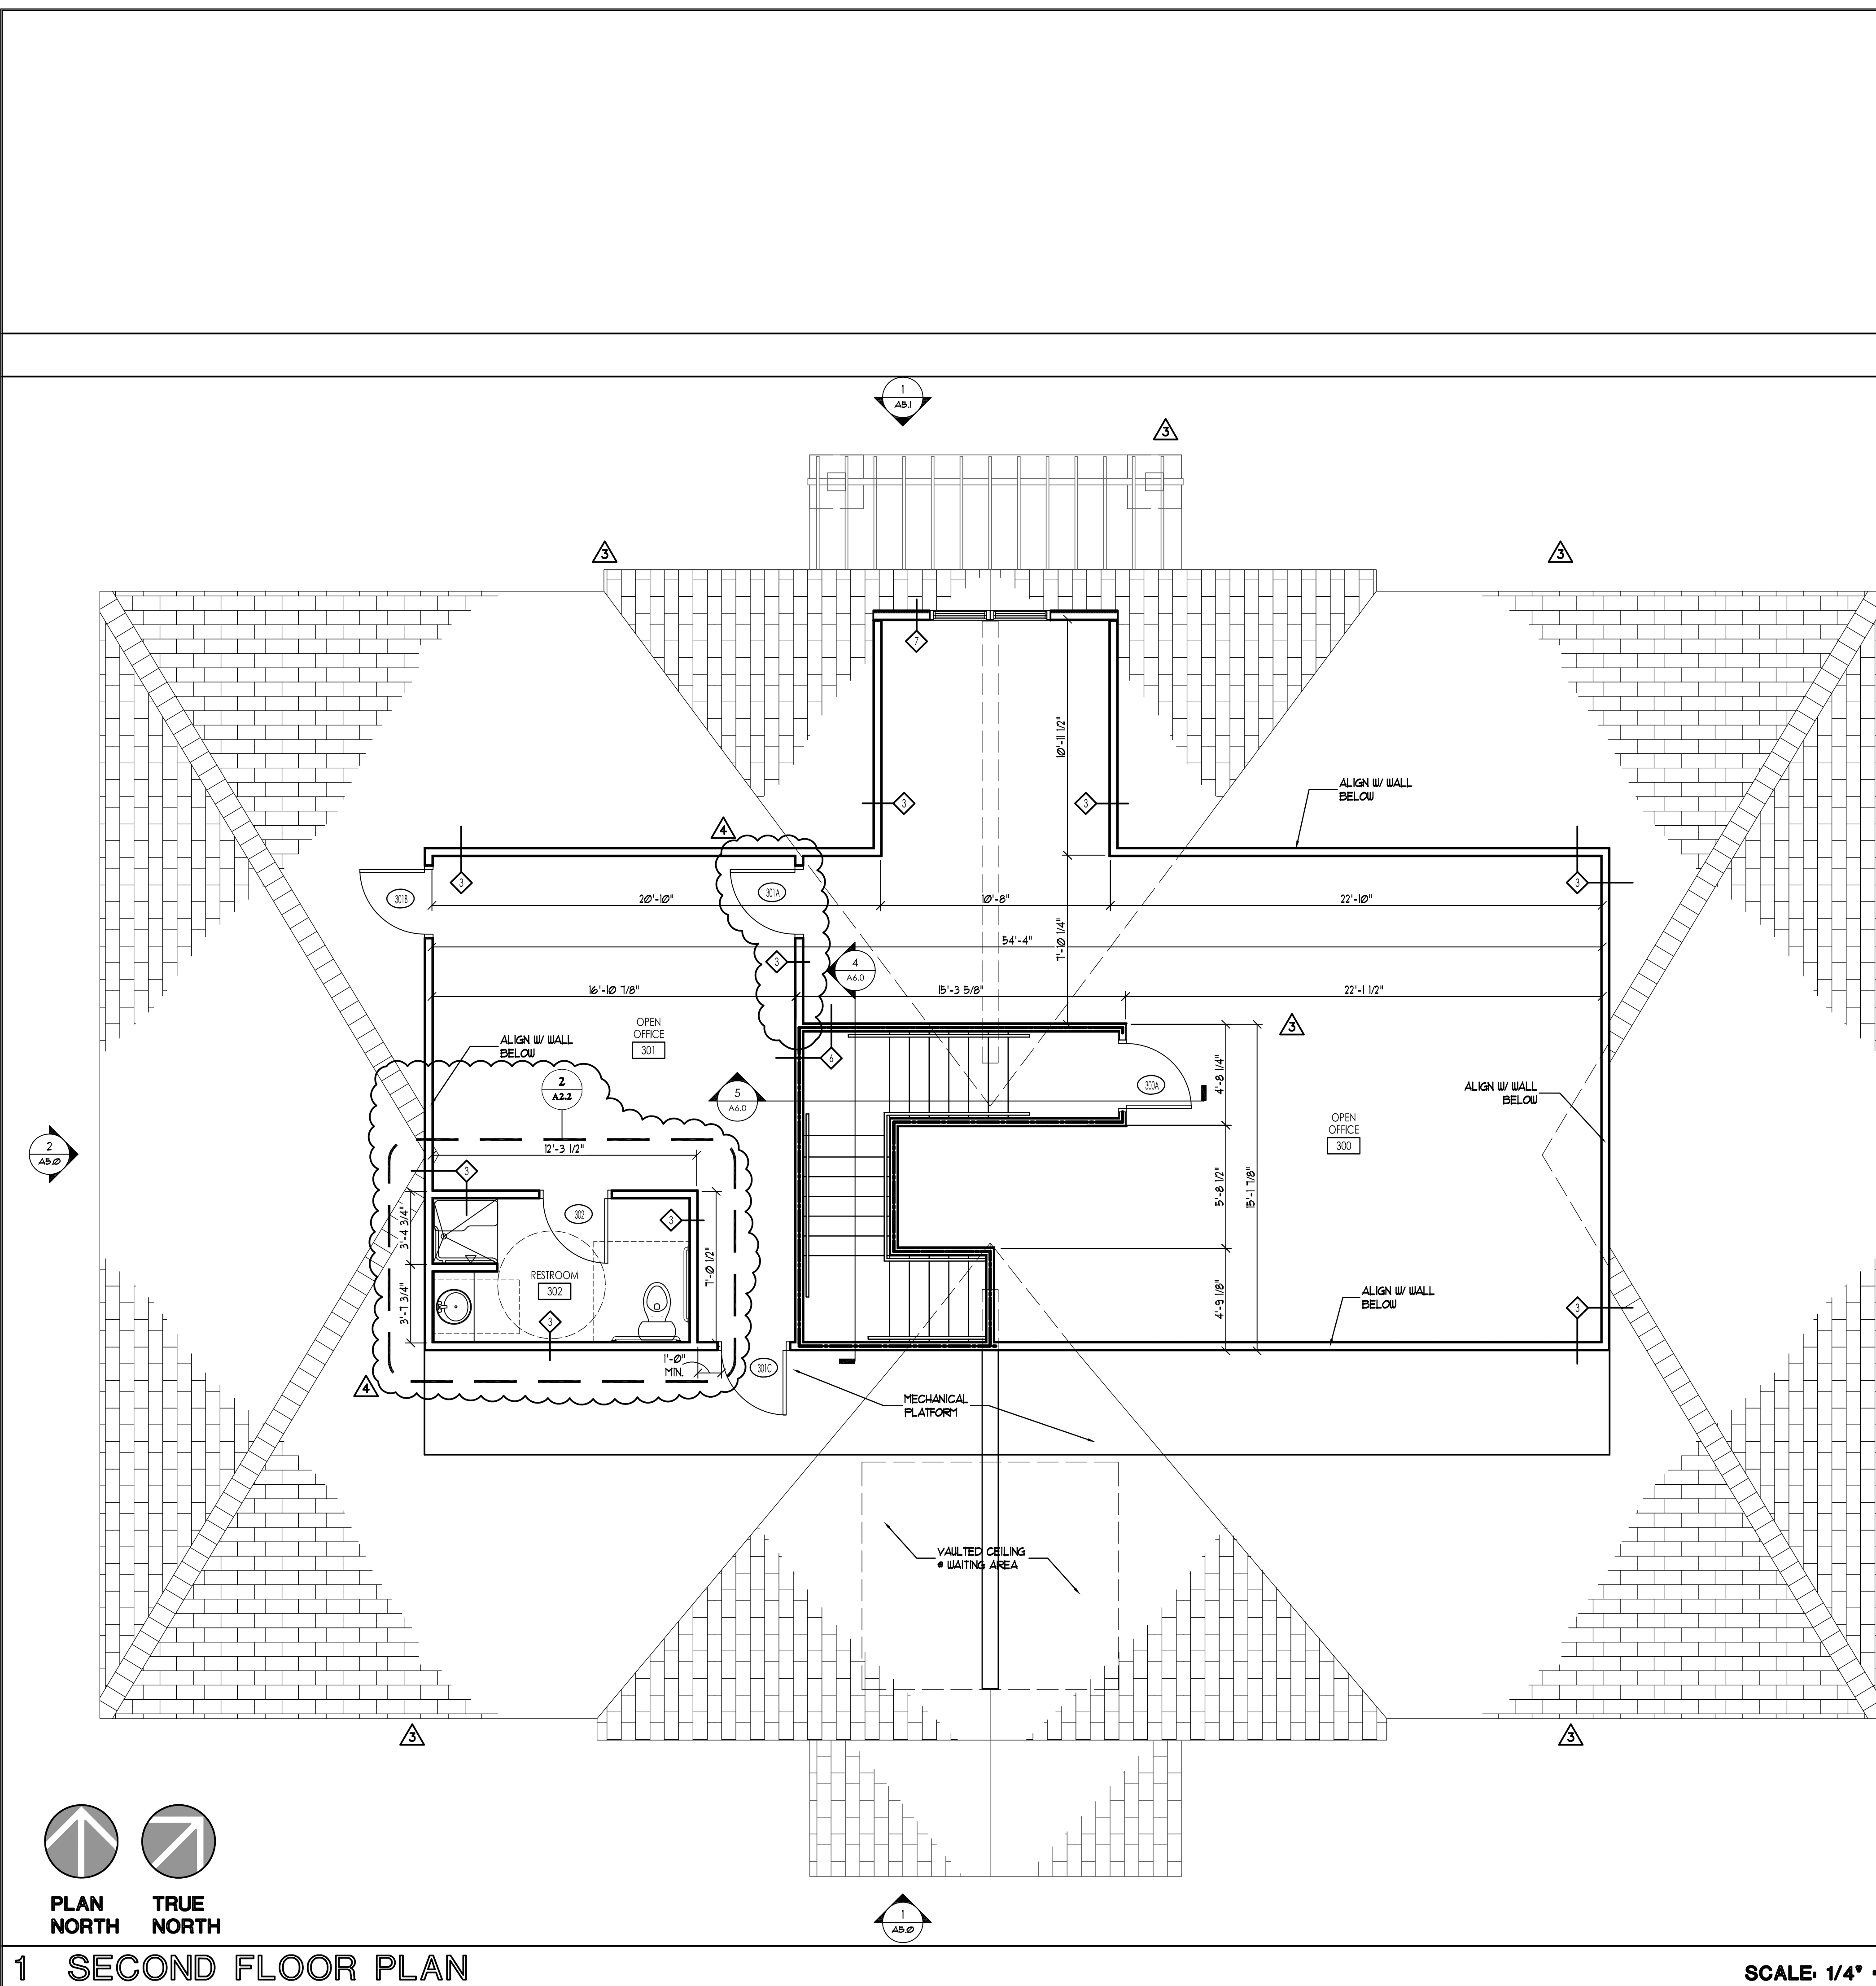 1
A5.1
3
3
3
7
10'-11 1/2"
ALIGN W/ WALL
BELOW
3
3
4
3
3
301B
301A
20'-10"
10'-8"
22'-10"
7'-10 1/4"
54'-4"
3
4
A6.0
16'-10 7/8"
15'-3 5/8"
22'-1 1/2"
OPEN
OFFICE
301
3
ALIGN W/ WALL
BELOW
6
2
A2.2
5
A6.0
300A
4'-8 1/4"
ALIGN W/ WALL
BELOW
OPEN
OFFICE
300
2
A5.0
12'-3 1/2"
3
5'-8 1/2"
15'-1 7/8"
302
3
3'-4 3/4"
7'-0 1/2"
RESTROOM
302
3'-7 3/4"
3
4'-9 1/8"
ALIGN W/ WALL
BELOW
3
1'-0"
MIN.
301C
4
MECHANICAL
PLATFORM
VAULTED CEILING
@ WAITING AREA
3
3
PLAN
NORTH
TRUE
NORTH
1
A5.0
1 SECOND FLOOR PLAN
SCALE: 1/4"